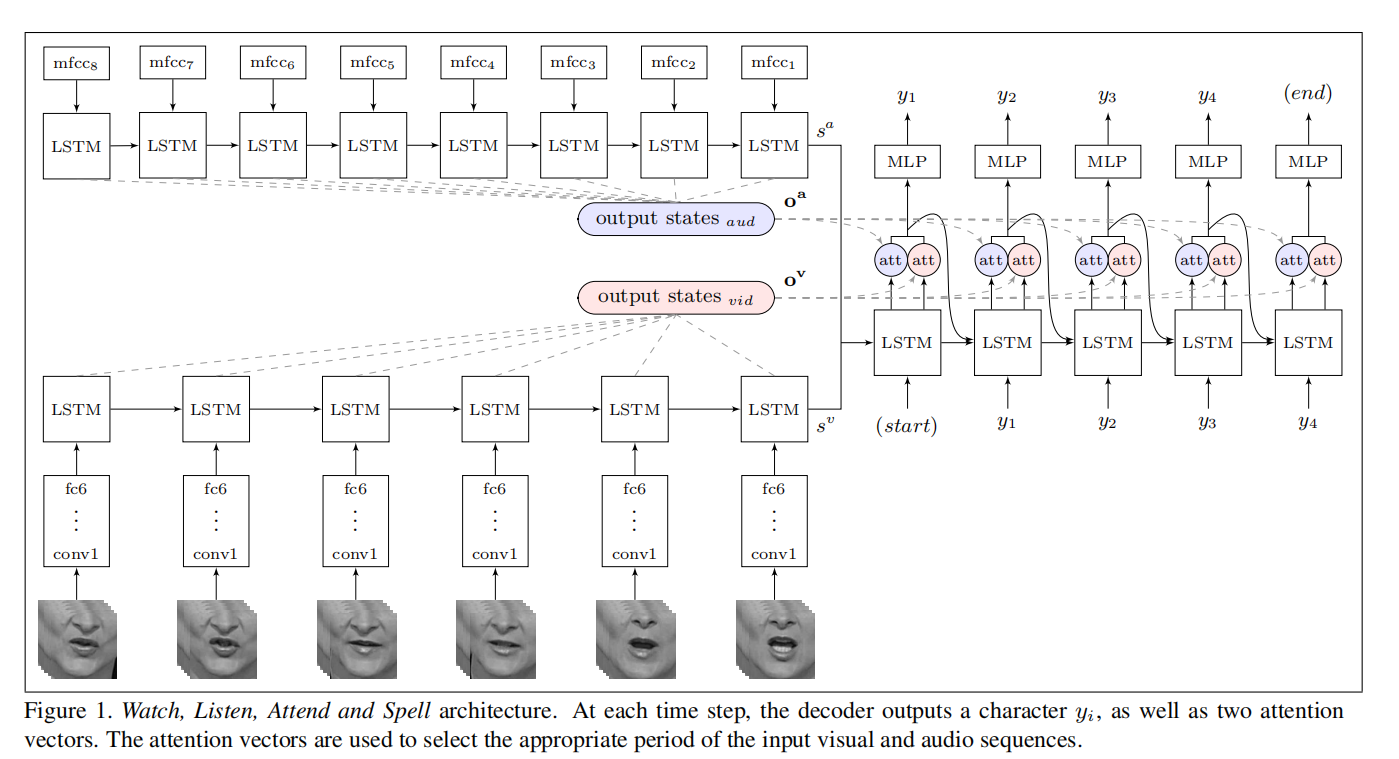 mfcc₈ mfcc₇ mfcc₆ mfcc₅ mfcc₄ mfcc₃ mfcc₂ mfcc₁
LSTM LSTM LSTM LSTM LSTM LSTM LSTM LSTM
sᵃ
oᵃ
output states aud
oᵛ
output states vid
LSTM LSTM LSTM LSTM LSTM LSTM
sᵛ
fc6 fc6 fc6 fc6 fc6 fc6
⋮ ⋮ ⋮ ⋮ ⋮ ⋮
conv1 conv1 conv1 conv1 conv1 conv1
y₁ y₂ y₃ y₄ (end)
MLP MLP MLP MLP MLP
att att att att att att att att att att
LSTM LSTM LSTM LSTM LSTM
(start) y₁ y₂ y₃ y₄
Figure 1. Watch, Listen, Attend and Spell architecture. At each time step, the decoder outputs a character yᵢ, as well as two attention
vectors. The attention vectors are used to select the appropriate period of the input visual and audio sequences.